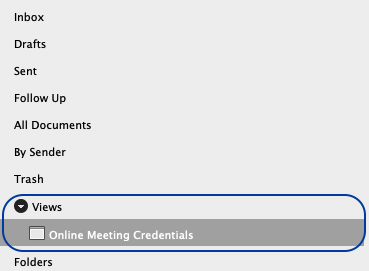 Inbox
Drafts
Sent
Follow Up
All Documents
By Sender
Trash
Views
Online Meeting Credentials
Folders